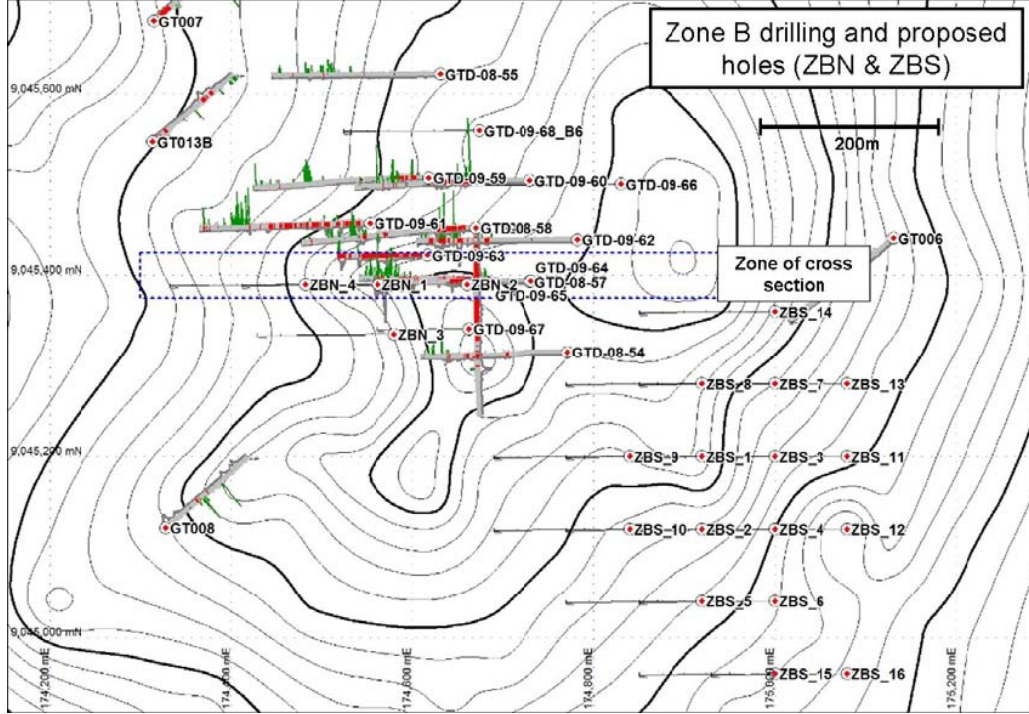 GT007
Zone B drilling and proposed
holes (ZBN & ZBS)
GTD-08-55
9,045,600 mN
200m
GTD-09-68_B6
GT013B
GTD-09-59
GTD-09-60
GTD-09-66
GTD-09-61
GTD-08-58
GTD-09-62
GT006
GTD-09-63
Zone of cross
section
GTD-09-64
9,045,400 mN
GTD-08-57
ZBN_4
ZBN_1
ZBN_2
GTD-09-65
ZBS_14
GTD-09-67
ZBN_3
GTD-08-54
ZBS_8
ZBS_7
ZBS_13
9,045,200 mN
ZBS_9
ZBS_1
ZBS_3
ZBS_11
GT008
ZBS_10
ZBS_2
ZBS_4
ZBS_12
ZBS_5
ZBS_6
9,045,000 mN
ZBS_15
ZBS_16
174,200 mE
174,400 mE
174,600 mE
174,800 mE
175,000 mE
175,200 mE